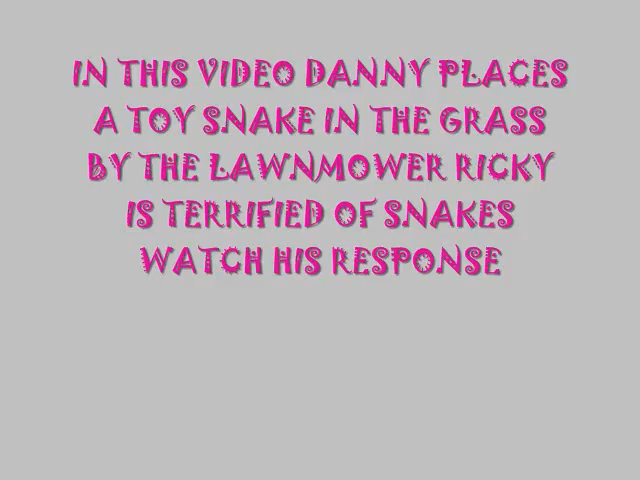 IN THIS VIDEO DANNY PLACES
A TOY SNAKE IN THE GRASS
BY THE LAWNMOWER RICKY
IS TERRIFIED OF SNAKES
WATCH HIS RESPONSE